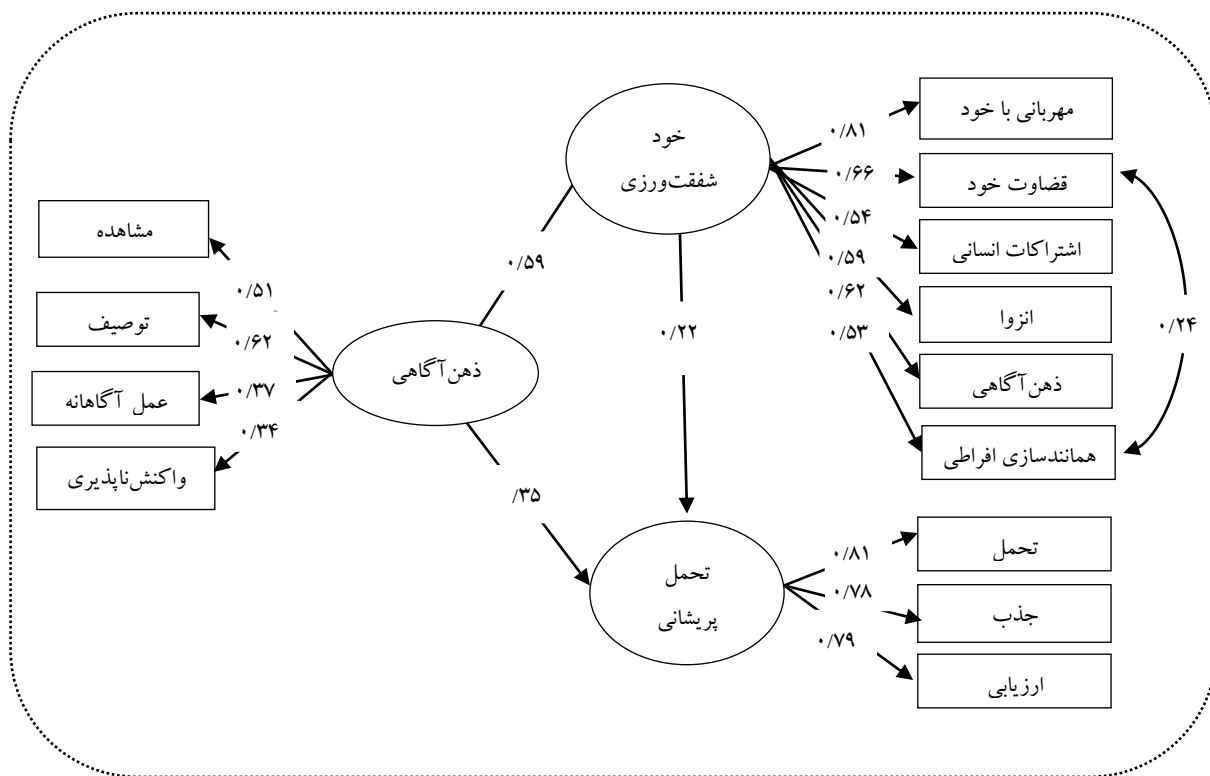 خود
شفقت‌ورزی
مهربانی با خود
قضاوت خود
اشتراکات انسانی
انزوا
ذهن‌آگاهی
همانندسازی افراطی
۰/۸۱
۰/۶۶
۰/۵۴
۰/۵۹
۰/۶۲
۰/۵۳
۰/۲۴
مشاهده
توصیف
عمل آگاهانه
واکنش‌ناپذیری
۰/۵۱
۰/۶۲
۰/۳۷
۰/۳۴
ذهن‌آگاهی
۰/۵۹
۰/۲۲
/۳۵
تحمل
پریشانی
۰/۸۱
۰/۷۸
۰/۷۹
تحمل
جذب
ارزیابی